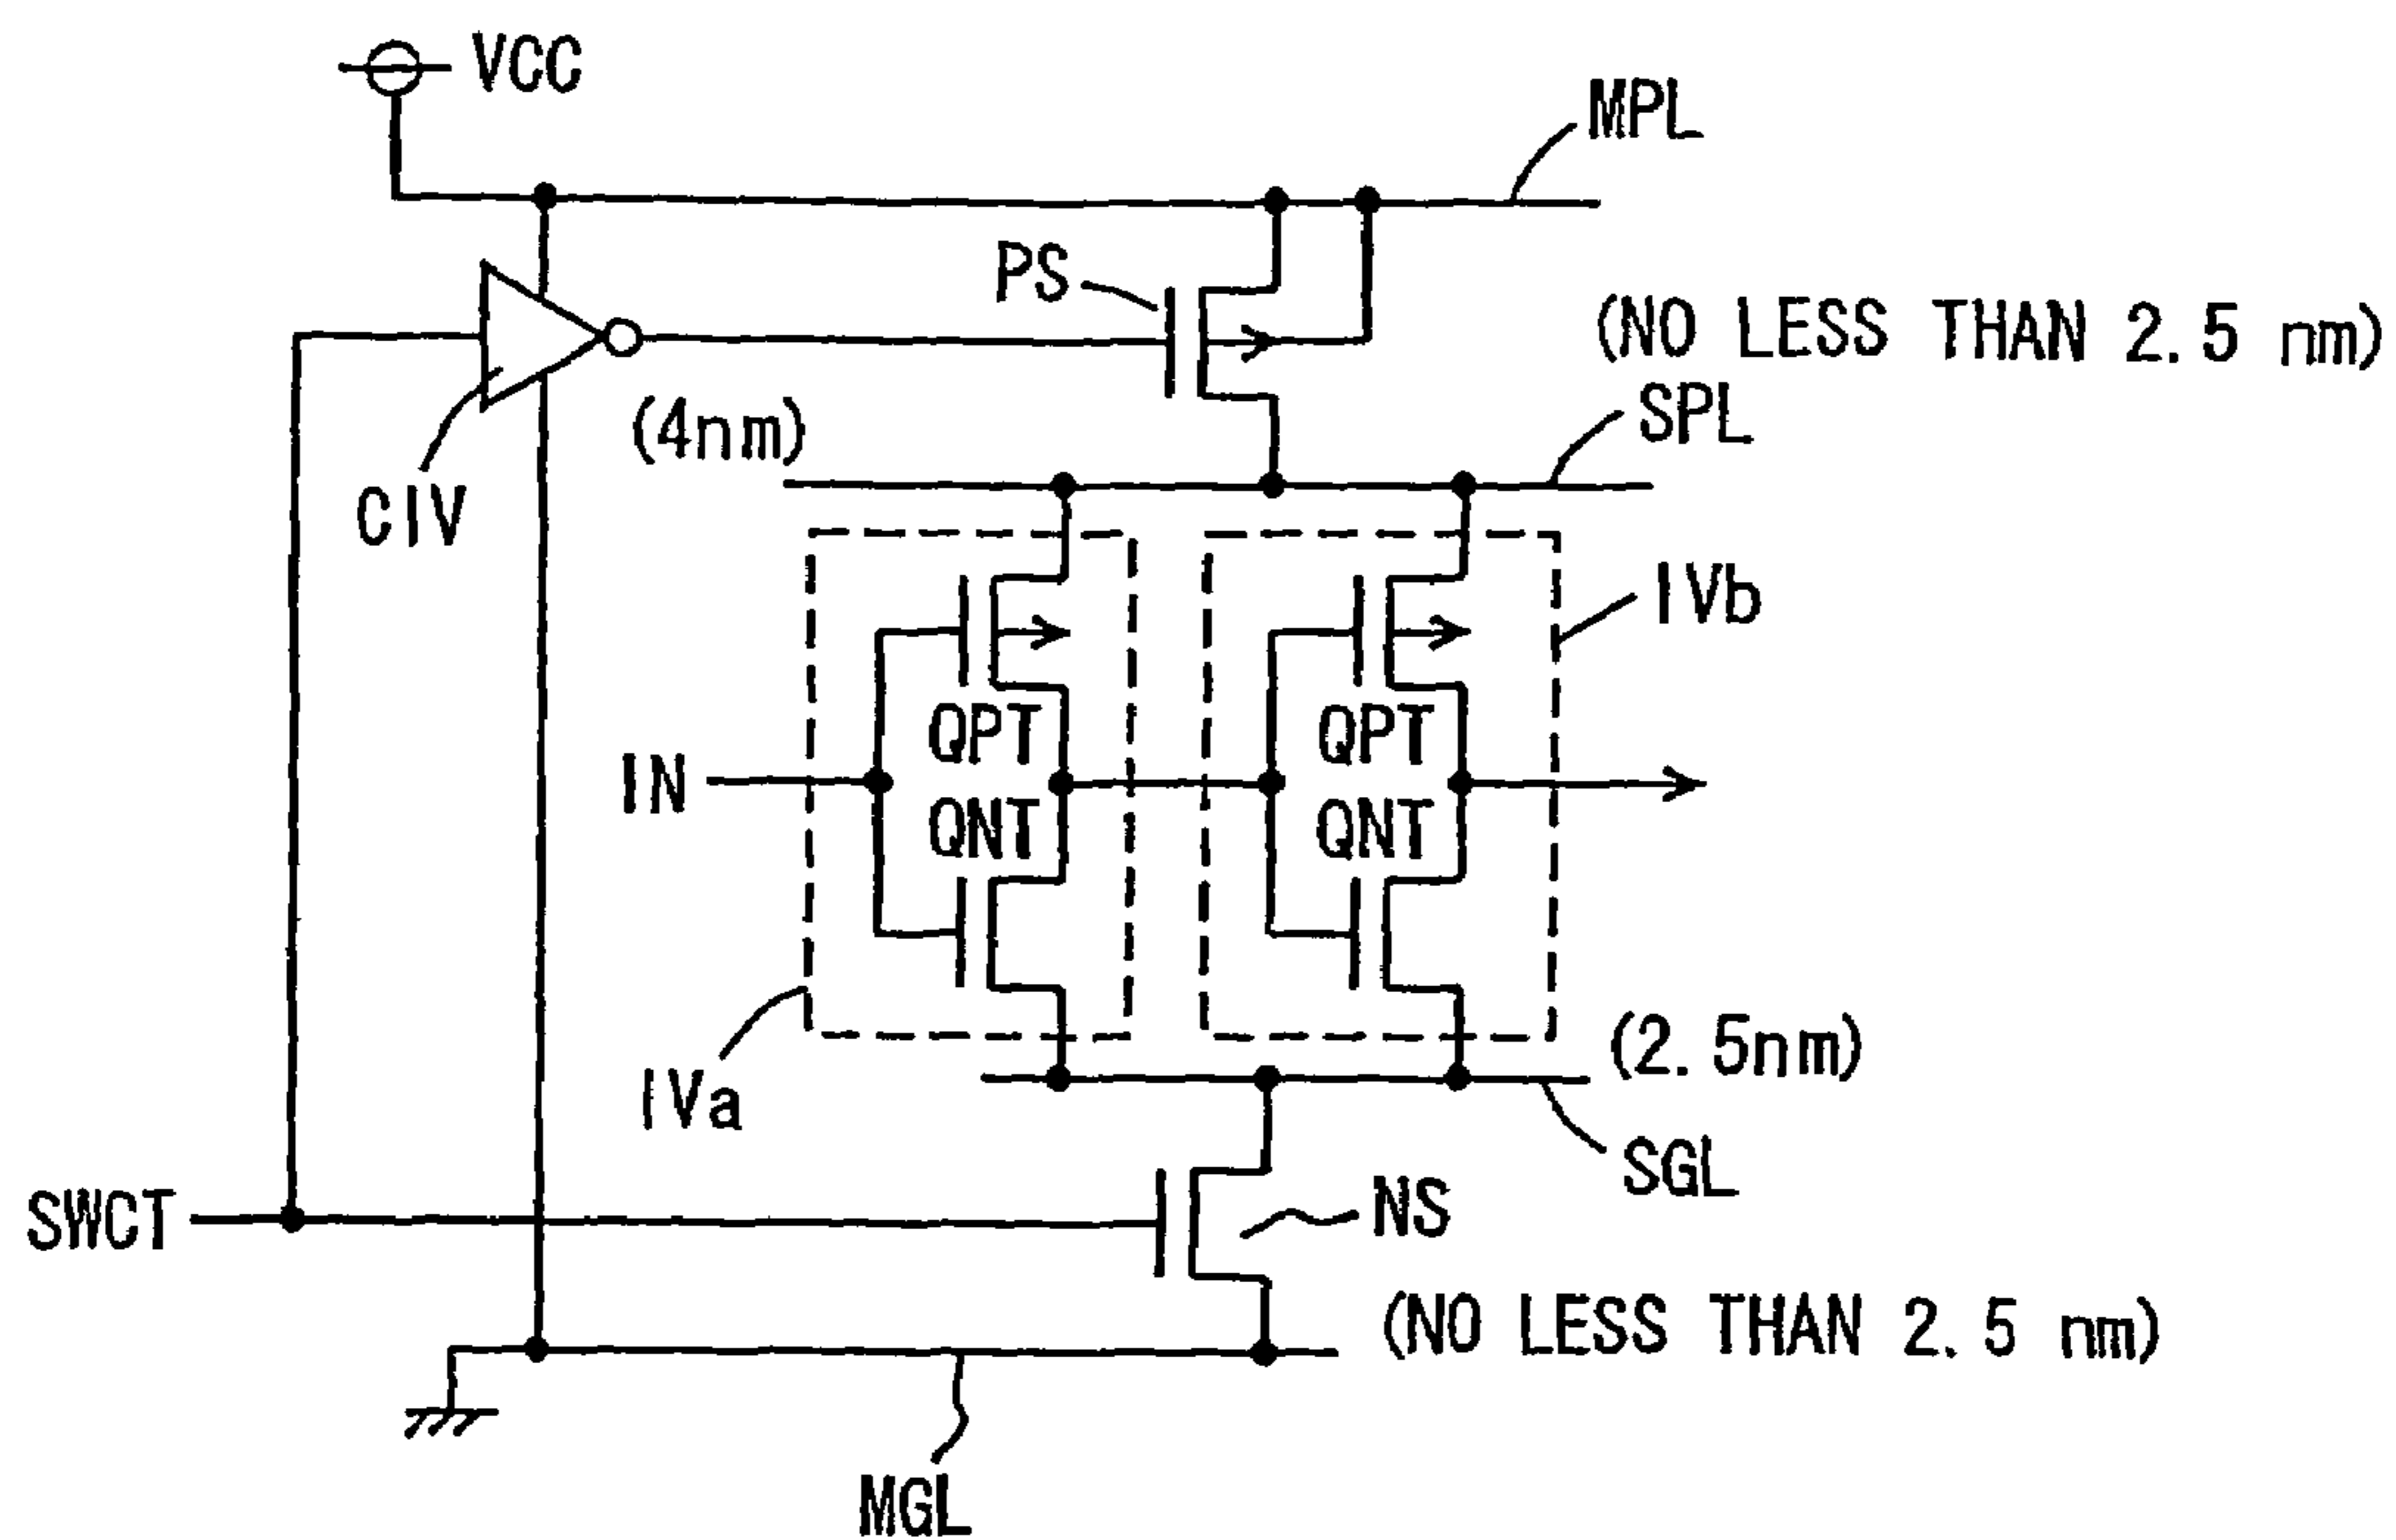 VCC
MPL
PS
(NO LESS THAN 2.5 nm)
SPL
(4nm)
CIV
IVb
QPT
QPT
IN
QNT
QNT
(2.5nm)
IVa
SGL
SWCT
NS
(NO LESS THAN 2.5 nm)
MGL